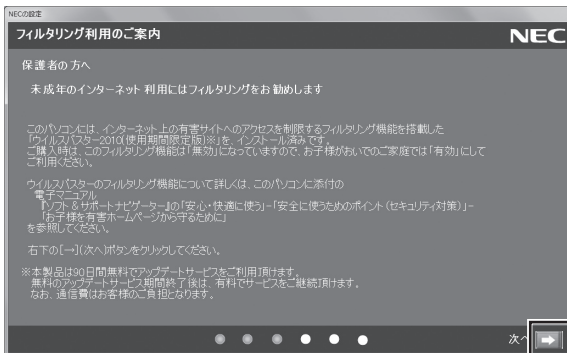 NECの設定
フィルタリング利用のご案内
NEC
保護者の方へ
未成年のインターネット利用にはフィルタリングをお勧めします
このパソコンには、インターネット上の有害サイトへのアクセスを制限するフィルタリング機能を搭載した
「ウイルスバスター2010(使用期間限定版)※」を、インストール済みです。
ご購入時は、このフィルタリング機能は「無効」になっていますので、お子様がおいでのご家庭では「有効」にして
ご利用ください。
ウイルスバスターのフィルタリング機能について詳しくは、このパソコンに添付の
電子マニュアル
『ソフト&サポートナビゲーター』の「安心・快適に使う」-「安全に使うためのポイント(セキュリティ対策)」-
「お子様を有害ホームページから守るために」
を参照してください。
右下の[→](次へ)ボタンをクリックしてください。
※本製品は90日間無料でアップデートサービスをご利用頂けます。
無料のアップデートサービス期間終了後は、有料でサービスをご継続頂けます。
なお、通信費はお客様のご負担となります。
次へ